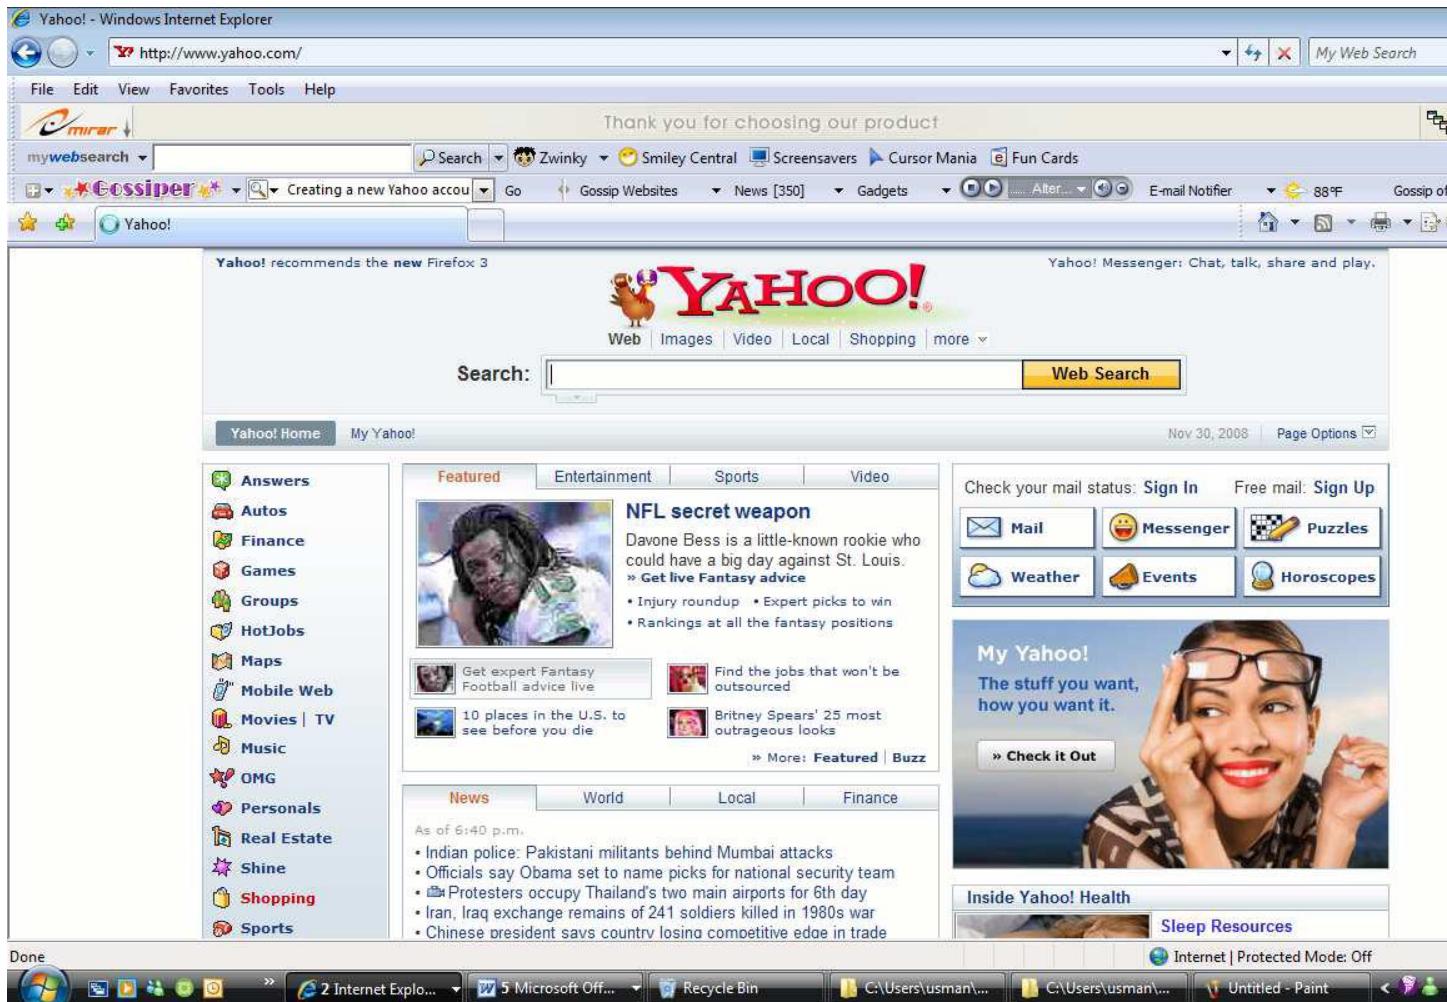 Yahoo! - Windows Internet Explorer
http://www.yahoo.com/
My Web Search
File Edit View Favorites Tools Help
mirar Thank you for choosing our product
mywebsearch Search Zwinky Smiley Central Screensavers Cursor Mania Fun Cards
Gossiper Creating a new Yahoo accou Go Gossip Websites News [350] Gadgets Alter... E-mail Notifier 88°F Gossip of
Yahoo!
Yahoo! recommends the new Firefox 3
YAHOO!
Yahoo! Messenger: Chat, talk, share and play.
Web Images Video Local Shopping more
Search: Web Search
Yahoo! Home My Yahoo! Nov 30, 2008 Page Options
Answers
Autos
Finance
Games
Groups
HotJobs
Maps
Mobile Web
Movies | TV
Music
OMG
Personals
Real Estate
Shine
Shopping
Sports
Featured Entertainment Sports Video
NFL secret weapon
Davone Bess is a little-known rookie who
could have a big day against St. Louis.
» Get live Fantasy advice
• Injury roundup • Expert picks to win
• Rankings at all the fantasy positions
Get expert Fantasy
Football advice live
Find the jobs that won't be
outsourced
10 places in the U.S. to
see before you die
Britney Spears' 25 most
outrageous looks
» More: Featured | Buzz
News World Local Finance
As of 6:40 p.m.
• Indian police: Pakistani militants behind Mumbai attacks
• Officials say Obama set to name picks for national security team
• Protesters occupy Thailand's two main airports for 6th day
• Iran, Iraq exchange remains of 241 soldiers killed in 1980s war
• Chinese president says country losing competitive edge in trade
Check your mail status: Sign In Free mail: Sign Up
Mail Messenger Puzzles
Weather Events Horoscopes
My Yahoo!
The stuff you want,
how you want it.
» Check it Out
Inside Yahoo! Health
Sleep Resources
Done Internet | Protected Mode: Off
2 Internet Explo... 5 Microsoft Off... Recycle Bin C:\Users\usman\... C:\Users\usman\... Untitled - Paint